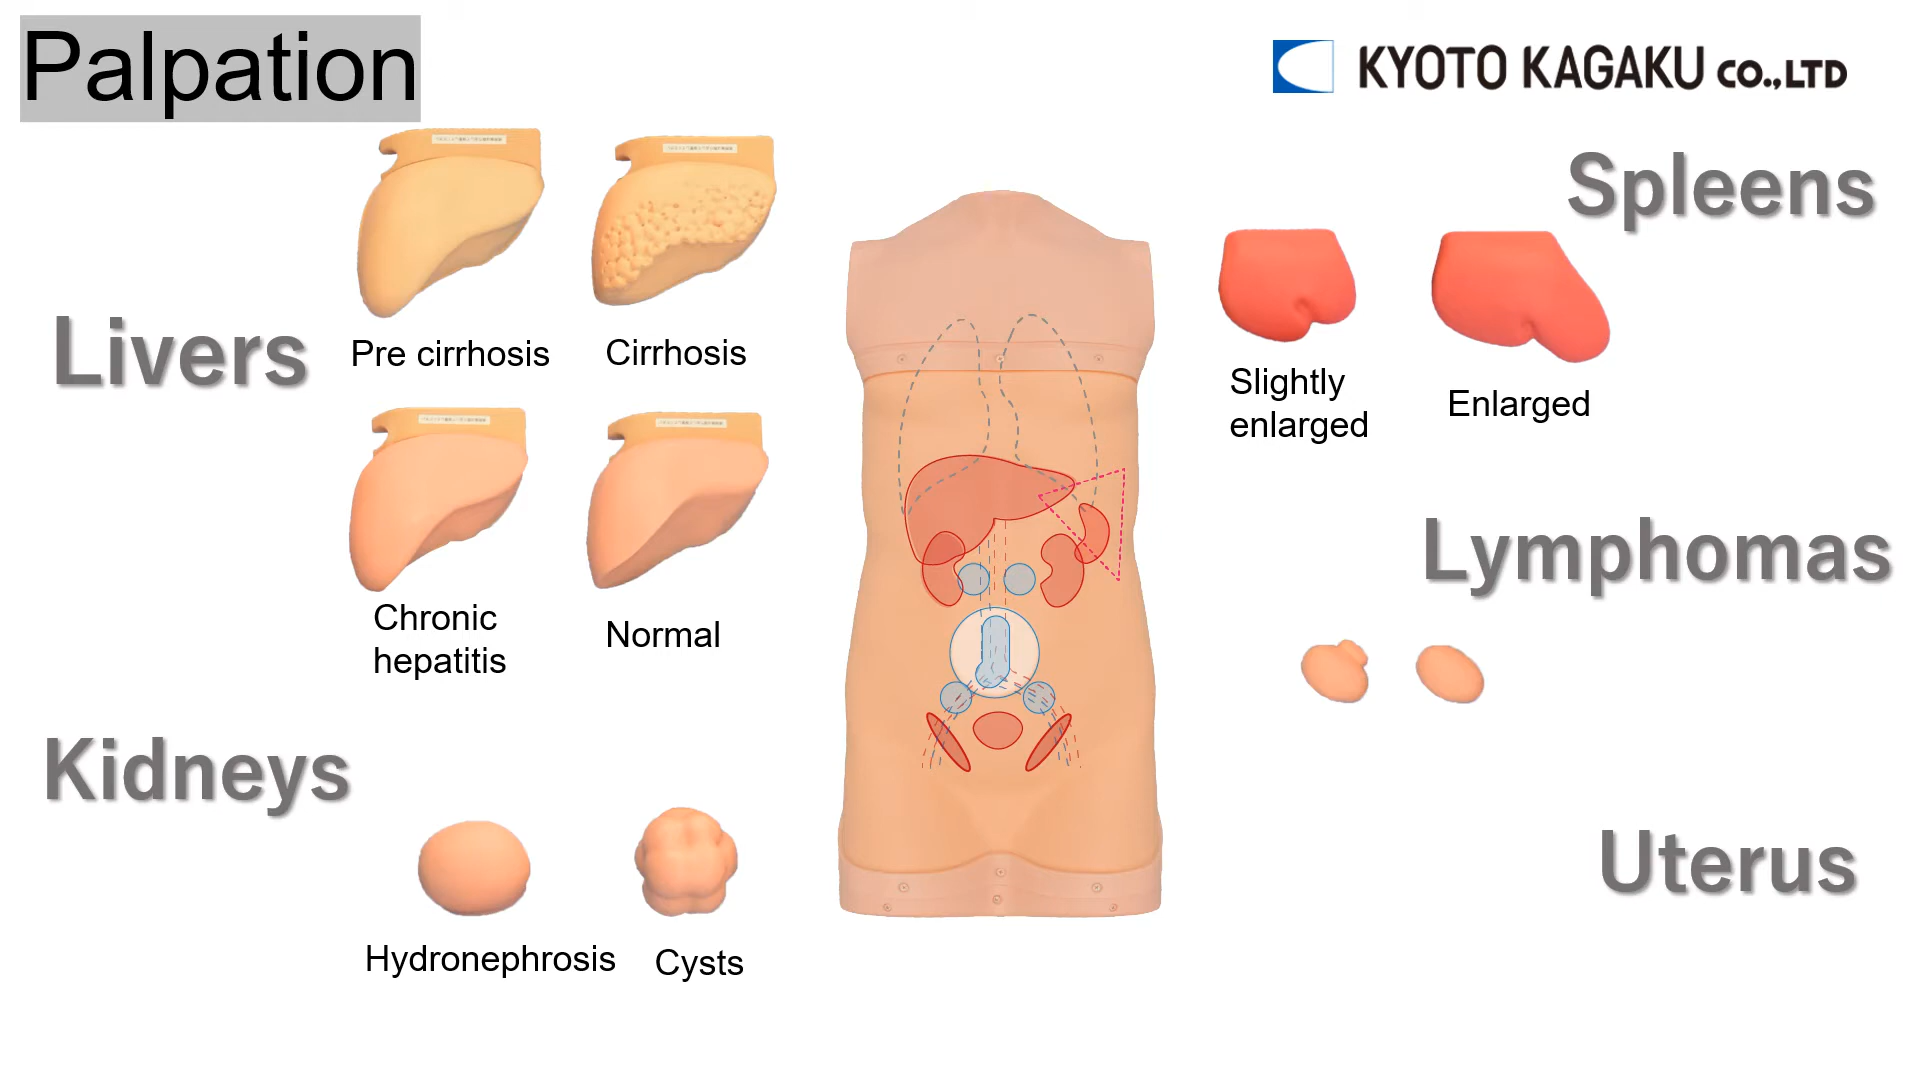 Palpation
KYOTO KAGAKU CO.,LTD
Spleens
Livers
Pre cirrhosis
Cirrhosis
Slightly
enlarged
Enlarged
Chronic
hepatitis
Normal
Lymphomas
Kidneys
Uterus
Hydronephrosis
Cysts